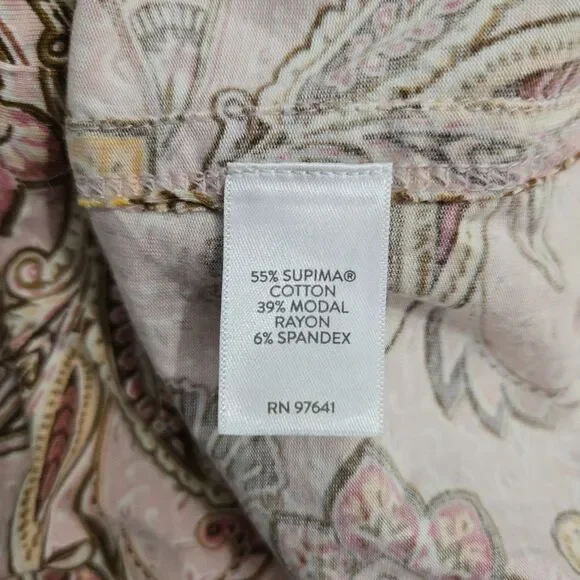 55% SUPIMA®
COTTON
39% MODAL
RAYON
6% SPANDEX
RN 97641